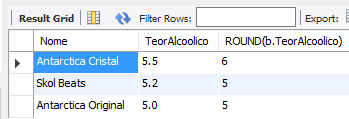 Result Grid Filter Rows: Export:
Nome TeorAlcoolico ROUND(b.TeorAlcoolico)
Antarctica Cristal 5.5 6
Skol Beats 5.2 5
Antarctica Original 5.0 5